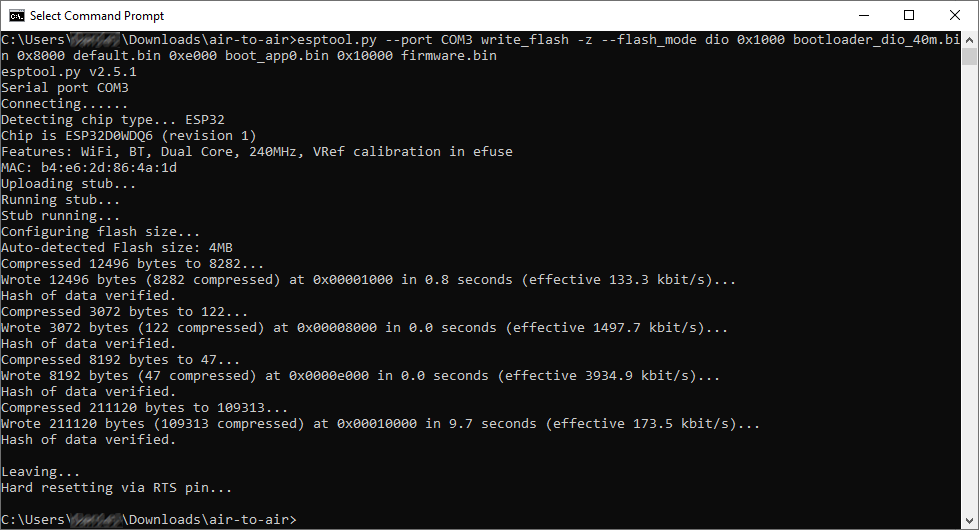 Select Command Prompt
C:\Users\ \Downloads\air-to-air>esptool.py --port COM3 write_flash -z --flash_mode dio 0x1000 bootloader_dio_40m.bi
n 0x8000 default.bin 0xe000 boot_app0.bin 0x10000 firmware.bin
esptool.py v2.5.1
Serial port COM3
Connecting......
Detecting chip type... ESP32
Chip is ESP32D0WDQ6 (revision 1)
Features: WiFi, BT, Dual Core, 240MHz, VRef calibration in efuse
MAC: b4:e6:2d:86:4a:1d
Uploading stub...
Running stub...
Stub running...
Configuring flash size...
Auto-detected Flash size: 4MB
Compressed 12496 bytes to 8282...
Wrote 12496 bytes (8282 compressed) at 0x00001000 in 0.8 seconds (effective 133.3 kbit/s)...
Hash of data verified.
Compressed 3072 bytes to 122...
Wrote 3072 bytes (122 compressed) at 0x00008000 in 0.0 seconds (effective 1497.7 kbit/s)...
Hash of data verified.
Compressed 8192 bytes to 47...
Wrote 8192 bytes (47 compressed) at 0x0000e000 in 0.0 seconds (effective 3934.9 kbit/s)...
Hash of data verified.
Compressed 211120 bytes to 109313...
Wrote 211120 bytes (109313 compressed) at 0x00010000 in 9.7 seconds (effective 173.5 kbit/s)...
Hash of data verified.
Leaving...
Hard resetting via RTS pin...
C:\Users\ \Downloads\air-to-air>